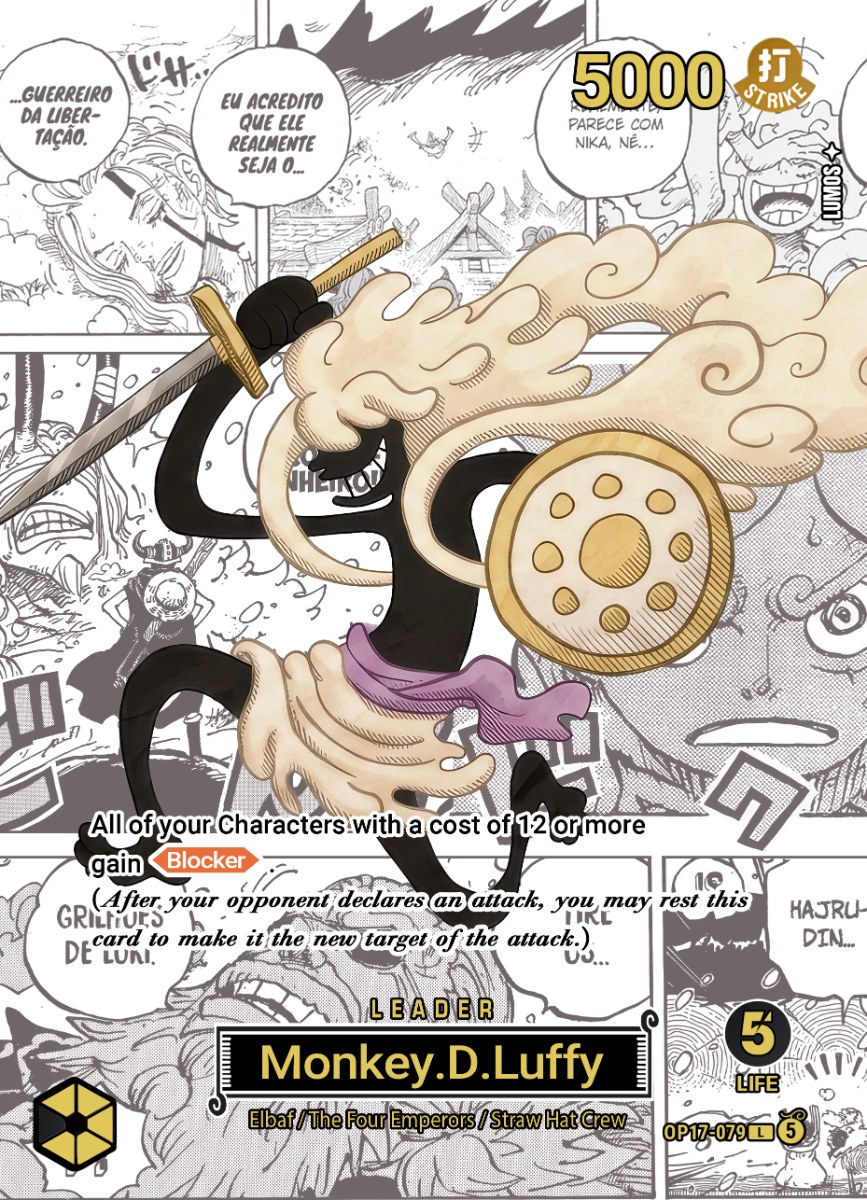 ...GUERREIRO
DA LIBER-
TAÇÃO.
ドサ..
EU ACREDITO
QUE ELE
REALMENTE
SEJA O...
5000
打
STRIKE
REALMENTE
PARECE COM
NIKA, NÉ...
LUMOS
All of your Characters with a cost of 12 or more
gain Blocker.
(After your opponent declares an attack, you may rest this
card to make it the new target of the attack.)
GRILHÕES
DE LOKI.
HAJRU-
DIN...
LEADER
Monkey.D.Luffy
Elbaf/The Four Emperors/Straw Hat Crew
5
LIFE
OP17-079 L 5